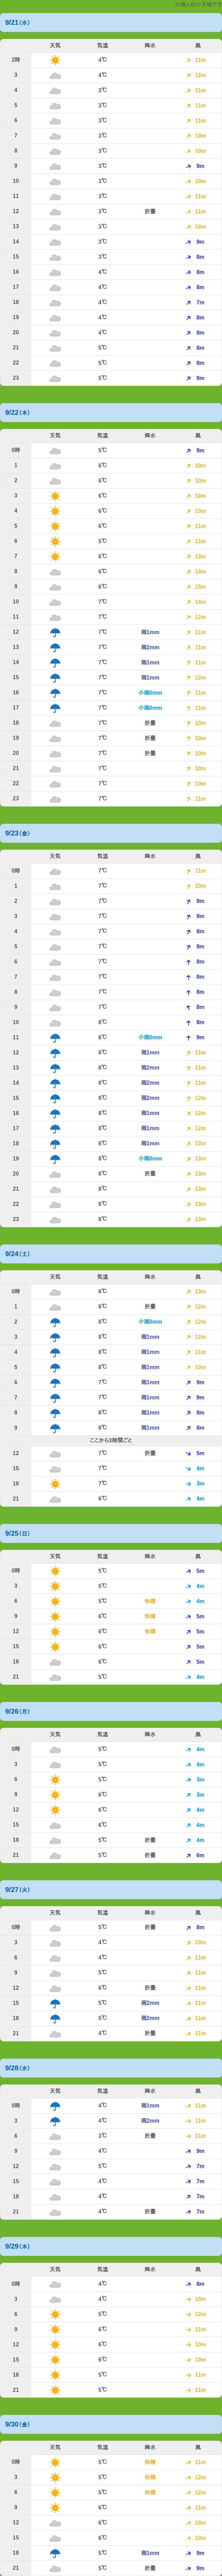 ※槍ヶ岳の予報です
9/21（水）
天気 気温 降水 風
2時 4℃ 11m
3 4℃ 12m
4 3℃ 11m
5 3℃ 11m
6 3℃ 11m
7 3℃ 10m
8 3℃ 10m
9 3℃ 9m
10 3℃ 10m
11 3℃ 11m
12 3℃ 折曇 11m
13 3℃ 10m
14 3℃ 9m
15 3℃ 8m
16 4℃ 8m
17 4℃ 8m
18 4℃ 7m
19 4℃ 8m
20 4℃ 8m
21 5℃ 8m
22 5℃ 8m
23 5℃ 9m
9/22（木）
天気 気温 降水 風
0時 5℃ 9m
1 6℃ 10m
2 6℃ 10m
3 6℃ 10m
4 6℃ 10m
5 6℃ 11m
6 5℃ 11m
7 6℃ 13m
8 6℃ 14m
9 6℃ 15m
10 7℃ 14m
11 7℃ 12m
12 7℃ 雨1mm 11m
13 7℃ 雨2mm 11m
14 7℃ 雨1mm 11m
15 7℃ 雨1mm 12m
16 7℃ 小雨0mm 11m
17 7℃ 小雨0mm 11m
18 7℃ 折曇 10m
19 7℃ 折曇 10m
20 7℃ 折曇 10m
21 7℃ 10m
22 7℃ 10m
23 7℃ 11m
9/23（金）
天気 気温 降水 風
0時 7℃ 11m
1 7℃ 10m
2 7℃ 9m
3 7℃ 9m
4 7℃ 8m
5 7℃ 8m
6 7℃ 8m
7 7℃ 8m
8 7℃ 8m
9 7℃ 8m
10 8℃ 8m
11 8℃ 小雨0mm 9m
12 8℃ 雨1mm 11m
13 8℃ 雨2mm 11m
14 8℃ 雨2mm 11m
15 8℃ 雨2mm 12m
16 8℃ 雨1mm 12m
17 8℃ 雨1mm 12m
18 8℃ 雨1mm 13m
19 8℃ 小雨0mm 13m
20 8℃ 折曇 13m
21 8℃ 13m
22 8℃ 13m
23 8℃ 13m
9/24（土）
天気 気温 降水 風
0時 8℃ 13m
1 8℃ 折曇 12m
2 8℃ 小雨0mm 12m
3 8℃ 雨1mm 12m
4 8℃ 雨1mm 11m
5 8℃ 雨1mm 10m
6 7℃ 雨1mm 9m
7 7℃ 雨1mm 9m
8 8℃ 雨1mm 8m
9 8℃ 雨1mm 8m
ここから3時間ごと
12 7℃ 折曇 5m
15 7℃ 4m
18 7℃ 3m
21 6℃ 4m
9/25（日）
天気 気温 降水 風
0時 5℃ 5m
3 5℃ 4m
6 5℃ 快晴 4m
9 6℃ 快晴 5m
12 6℃ 快晴 5m
15 6℃ 5m
18 6℃ 5m
21 5℃ 4m
9/26（月）
天気 気温 降水 風
0時 5℃ 4m
3 5℃ 4m
6 5℃ 3m
9 6℃ 3m
12 6℃ 4m
15 6℃ 4m
18 5℃ 折曇 4m
21 5℃ 折曇 6m
9/27（火）
天気 気温 降水 風
0時 5℃ 折曇 8m
3 4℃ 10m
6 4℃ 11m
9 5℃ 11m
12 6℃ 折曇 11m
15 5℃ 雨2mm 11m
18 5℃ 雨2mm 11m
21 4℃ 折曇 11m
9/28（水）
天気 気温 降水 風
0時 4℃ 雨1mm 11m
3 4℃ 雨2mm 11m
6 3℃ 折曇 11m
9 4℃ 9m
12 5℃ 7m
15 4℃ 7m
18 4℃ 7m
21 4℃ 折曇 7m
9/29（木）
天気 気温 降水 風
0時 4℃ 8m
3 4℃ 10m
6 5℃ 12m
9 6℃ 11m
12 6℃ 10m
15 6℃ 10m
18 5℃ 11m
21 5℃ 11m
9/30（金）
天気 気温 降水 風
0時 5℃ 快晴 11m
3 5℃ 快晴 12m
6 5℃ 快晴 12m
9 6℃ 11m
12 6℃ 10m
15 6℃ 10m
18 5℃ 雨1mm 9m
21 5℃ 折曇 9m